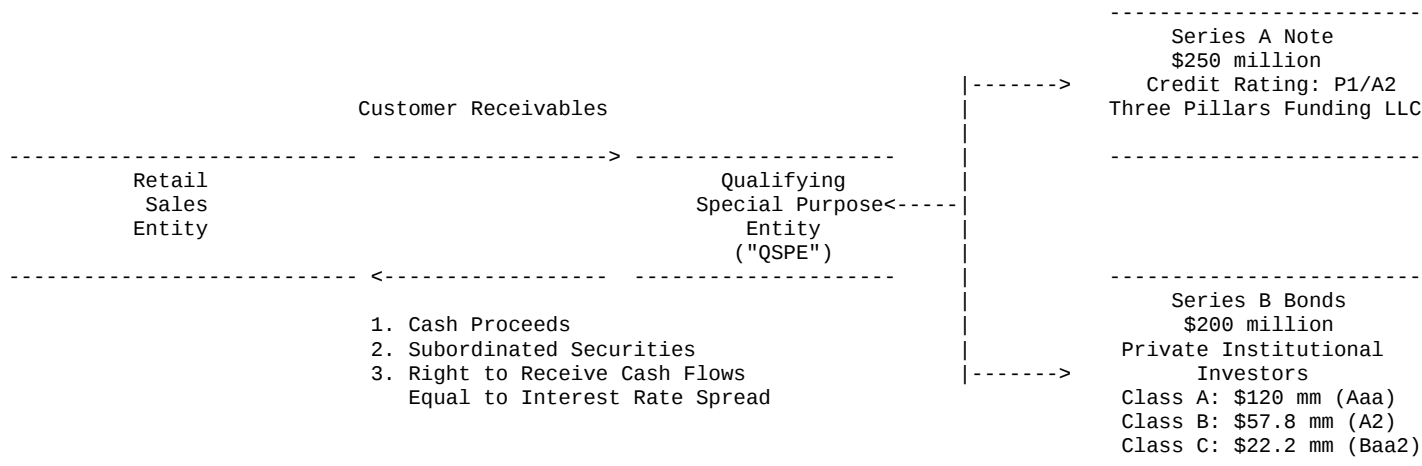 Series A Note
$250 million
Credit Rating: P1/A2
Customer Receivables
Three Pillars Funding LLC
Retail
Sales
Entity
Qualifying
Special Purpose
Entity
("QSPE")
1. Cash Proceeds
2. Subordinated Securities
3. Right to Receive Cash Flows
Equal to Interest Rate Spread
Series B Bonds
$200 million
Private Institutional
Investors
Class A: $120 mm (Aaa)
Class B: $57.8 mm (A2)
Class C: $22.2 mm (Baa2)